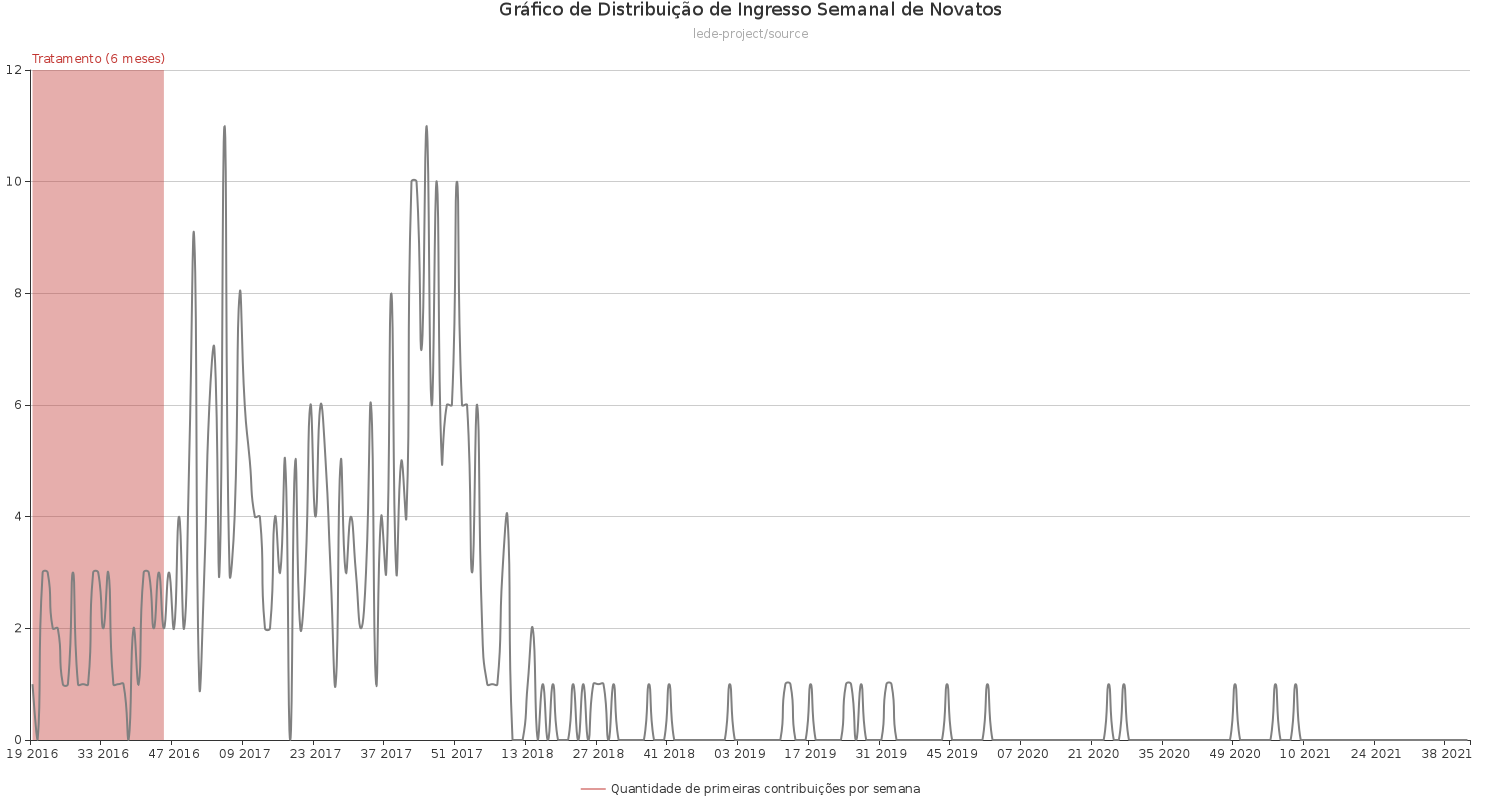 Gráfico de Distribuição de Ingresso Semanal de Novatos
lede-project/source
Tratamento (6 meses)
12
10
8
6
4
2
0
19 2016 33 2016 47 2016 09 2017 23 2017 37 2017 51 2017 13 2018 27 2018 41 2018 03 2019 17 2019 31 2019 45 2019 07 2020 21 2020 35 2020 49 2020 10 2021 24 2021 38 2021
Quantidade de primeiras contribuições por semana